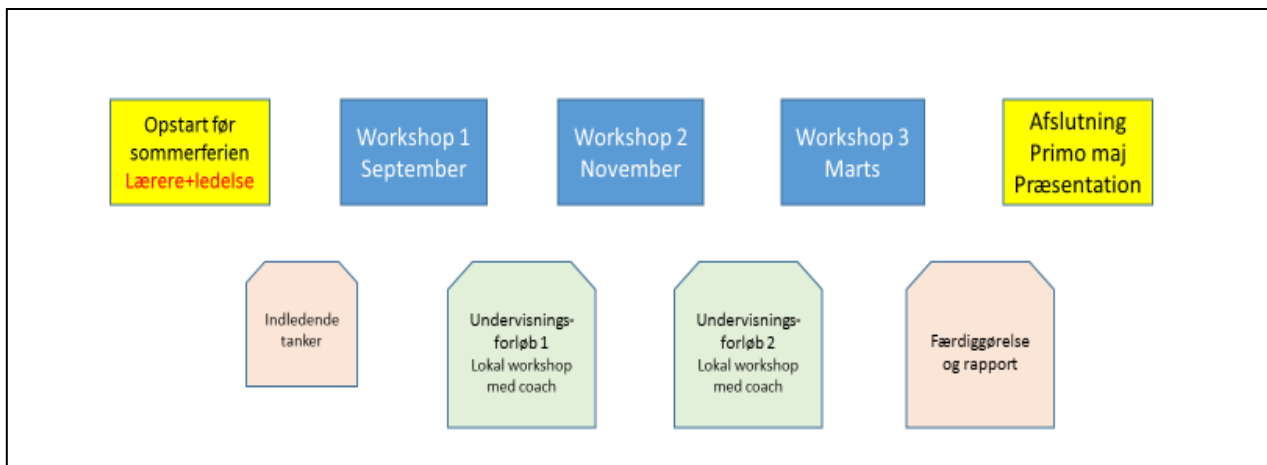 Opstart før
sommerferien
Lærere+ledelse
Workshop 1
September
Workshop 2
November
Workshop 3
Marts
Afslutning
Primo maj
Præsentation
Indledende
tanker
Undervisnings-
forløb 1
Lokal workshop
med coach
Undervisnings-
forløb 2
Lokal workshop
med coach
Færdiggørelse
og rapport